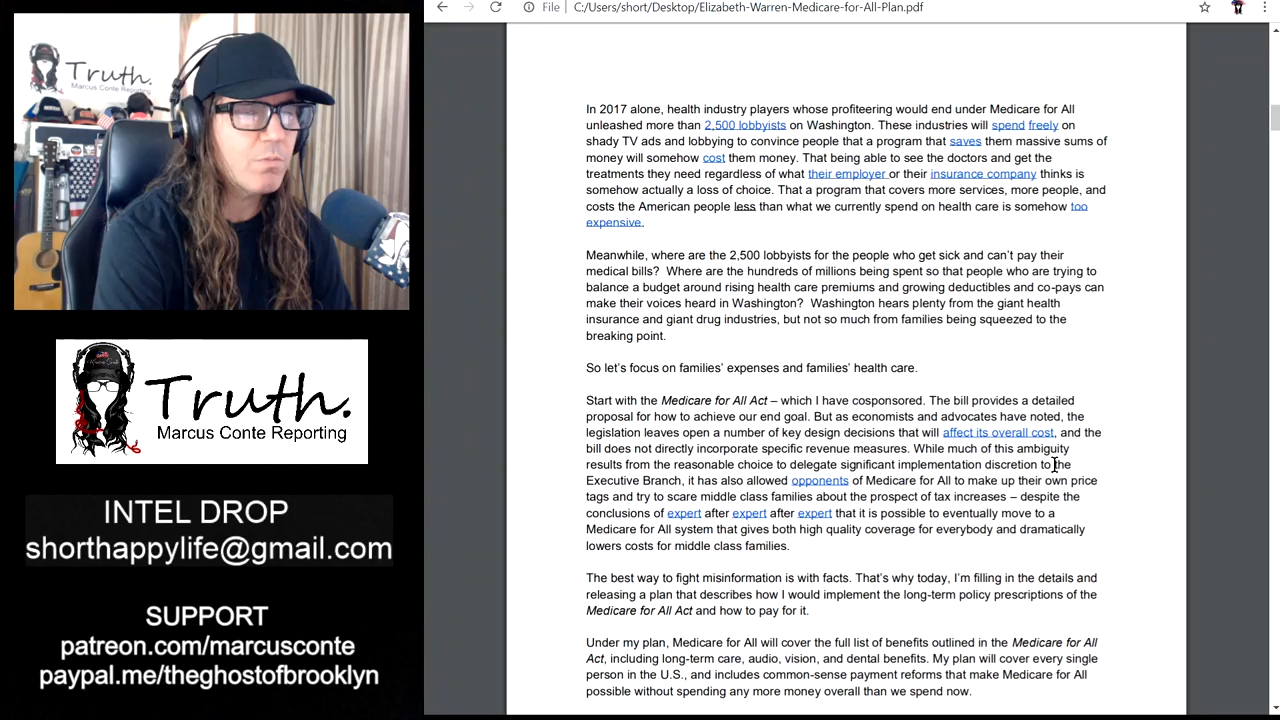 Truth.
Marcus Conte Reporting
Truth.
Marcus Conte Reporting
INTEL DROP
shorthappylife@gmail.com
SUPPORT
patreon.com/marcusconte
paypal.me/theghostofbrooklyn
File | C:/Users/short/Desktop/Elizabeth-Warren-Medicare-for-All-Plan.pdf
In 2017 alone, health industry players whose profiteering would end under Medicare for All
unleashed more than 2,500 lobbyists on Washington. These industries will spend freely on
shady TV ads and lobbying to convince people that a program that saves them massive sums of
money will somehow cost them money. That being able to see the doctors and get the
treatments they need regardless of what their employer or their insurance company thinks is
somehow actually a loss of choice. That a program that covers more services, more people, and
costs the American people less than what we currently spend on health care is somehow too
expensive.
Meanwhile, where are the 2,500 lobbyists for the people who get sick and can't pay their
medical bills?  Where are the hundreds of millions being spent so that people who are trying to
balance a budget around rising health care premiums and growing deductibles and co-pays can
make their voices heard in Washington?  Washington hears plenty from the giant health
insurance and giant drug industries, but not so much from families being squeezed to the
breaking point.
So let's focus on families' expenses and families' health care.
Start with the Medicare for All Act – which I have cosponsored. The bill provides a detailed
proposal for how to achieve our end goal. But as economists and advocates have noted, the
legislation leaves open a number of key design decisions that will affect its overall cost, and the
bill does not directly incorporate specific revenue measures. While much of this ambiguity
results from the reasonable choice to delegate significant implementation discretion to the
Executive Branch, it has also allowed opponents of Medicare for All to make up their own price
tags and try to scare middle class families about the prospect of tax increases – despite the
conclusions of expert after expert after expert that it is possible to eventually move to a
Medicare for All system that gives both high quality coverage for everybody and dramatically
lowers costs for middle class families.
The best way to fight misinformation is with facts. That's why today, I'm filling in the details and
releasing a plan that describes how I would implement the long-term policy prescriptions of the
Medicare for All Act and how to pay for it.
Under my plan, Medicare for All will cover the full list of benefits outlined in the Medicare for All
Act, including long-term care, audio, vision, and dental benefits. My plan will cover every single
person in the U.S., and includes common-sense payment reforms that make Medicare for All
possible without spending any more money overall than we spend now.